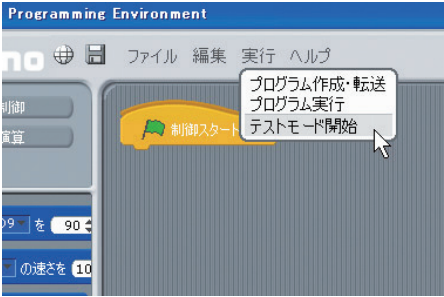 Programming Environment
no ファイル 編集 実行 ヘルプ
プログラム作成・転送
プログラム実行
テストモード開始
制御
演算
制御スタート
09 を 90
の速さを 10